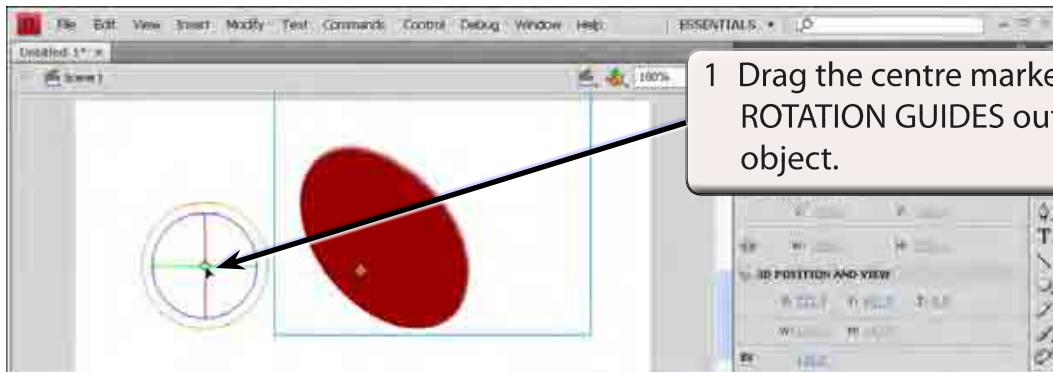 File Edit View Insert Modify Text Commands Control Debug Window Help ESSENTIALS
Untitled-1* x
Scene 1 100%
1 Drag the centre marke
ROTATION GUIDES ou
object.
3D POSITION AND VIEW